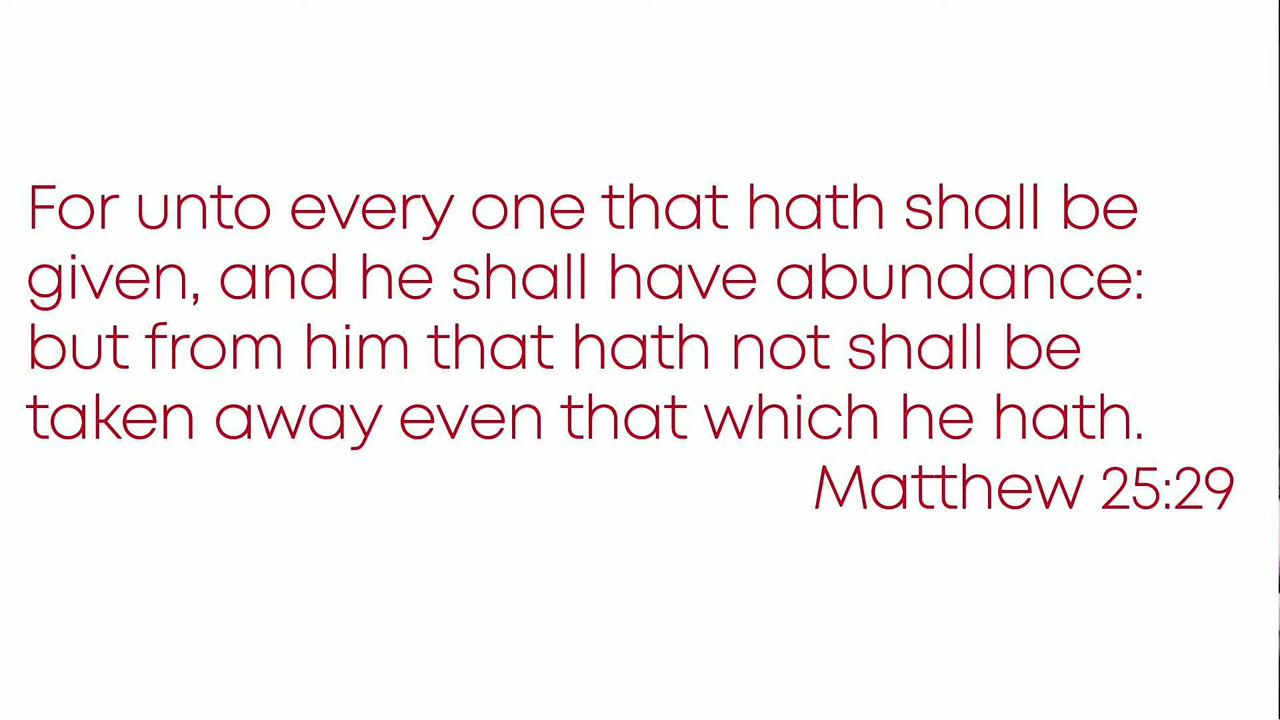 For unto every one that hath shall be
given, and he shall have abundance:
but from him that hath not shall be
taken away even that which he hath.
Matthew 25:29